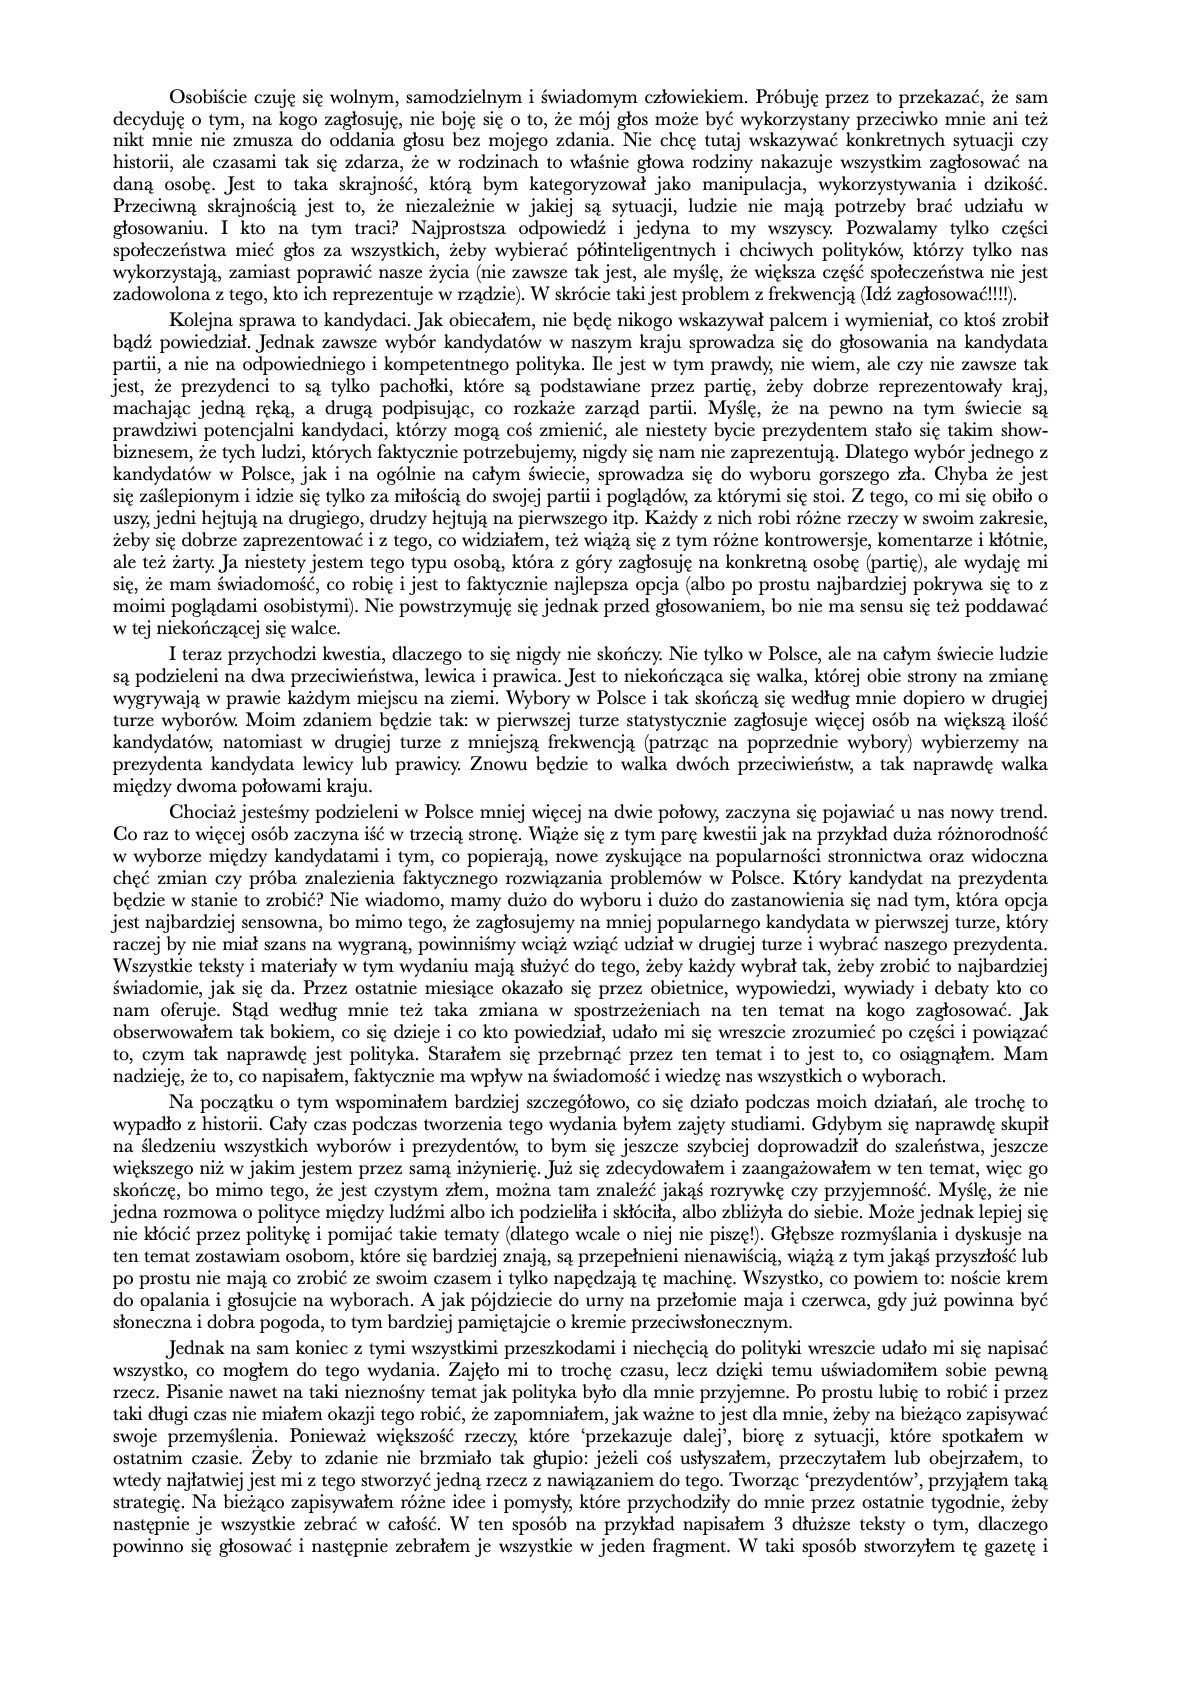 Osobiście czuję się wolnym, samodzielnym i świadomym człowiekiem. Próbuję przez to przekazać, że sam
decyduję o tym, na kogo zagłosuję, nie boję się o to, że mój głos może być wykorzystany przeciwko mnie ani też
nikt mnie nie zmusza do oddania głosu bez mojego zdania. Nie chcę tutaj wskazywać konkretnych sytuacji czy
historii, ale czasami tak się zdarza, że w rodzinach to właśnie głowa rodziny nakazuje wszystkim zagłosować na
daną osobę. Jest to taka skrajność, którą bym kategoryzował jako manipulacja, wykorzystywania i dzikość.
Przeciwną skrajnością jest to, że niezależnie w jakiej są sytuacji, ludzie nie mają potrzeby brać udziału w
głosowaniu. I kto na tym traci? Najprostsza odpowiedź i jedyna to my wszyscy. Pozwalamy tylko części
społeczeństwa mieć głos za wszystkich, żeby wybierać półinteligentnych i chciwych polityków, którzy tylko nas
wykorzystają, zamiast poprawić nasze życia (nie zawsze tak jest, ale myślę, że większa część społeczeństwa nie jest
zadowolona z tego, kto ich reprezentuje w rządzie). W skrócie taki jest problem z frekwencją (Idź zagłosować!!!!).
Kolejna sprawa to kandydaci. Jak obiecałem, nie będę nikogo wskazywał palcem i wymieniał, co ktoś zrobił
bądź powiedział. Jednak zawsze wybór kandydatów w naszym kraju sprowadza się do głosowania na kandydata
partii, a nie na odpowiedniego i kompetentnego polityka. Ile jest w tym prawdy, nie wiem, ale czy nie zawsze tak
jest, że prezydenci to są tylko pachołki, które są podstawiane przez partię, żeby dobrze reprezentowały kraj,
machając jedną ręką, a drugą podpisując, co rozkaże zarząd partii. Myślę, że na pewno na tym świecie są
prawdziwi potencjalni kandydaci, którzy mogą coś zmienić, ale niestety bycie prezydentem stało się takim show-
biznesem, że tych ludzi, których faktycznie potrzebujemy, nigdy się nam nie zaprezentują. Dlatego wybór jednego z
kandydatów w Polsce, jak i na ogólnie na całym świecie, sprowadza się do wyboru gorszego zła. Chyba że jest
się zaślepionym i idzie się tylko za miłością do swojej partii i poglądów, za którymi się stoi. Z tego, co mi się obiło o
uszy, jedni hejtują na drugiego, drudzy hejtują na pierwszego itp. Każdy z nich robi różne rzeczy w swoim zakresie,
żeby się dobrze zaprezentować i z tego, co widziałem, też wiążą się z tym różne kontrowersje, komentarze i kłótnie,
ale też żarty. Ja niestety jestem tego typu osobą, która z góry zagłosuję na konkretną osobę (partię), ale wydaję mi
się, że mam świadomość, co robię i jest to faktycznie najlepsza opcja (albo po prostu najbardziej pokrywa się to z
moimi poglądami osobistymi). Nie powstrzymuję się jednak przed głosowaniem, bo nie ma sensu się też poddawać
w tej niekończącej się walce.
I teraz przychodzi kwestia, dlaczego to się nigdy nie skończy. Nie tylko w Polsce, ale na całym świecie ludzie
są podzieleni na dwa przeciwieństwa, lewica i prawica. Jest to niekończąca się walka, której obie strony na zmianę
wygrywają w prawie każdym miejscu na ziemi. Wybory w Polsce i tak skończą się według mnie dopiero w drugiej
turze wyborów. Moim zdaniem będzie tak: w pierwszej turze statystycznie zagłosuje więcej osób na większą ilość
kandydatów, natomiast w drugiej turze z mniejszą frekwencją (patrząc na poprzednie wybory) wybierzemy na
prezydenta kandydata lewicy lub prawicy. Znowu będzie to walka dwóch przeciwieństw, a tak naprawdę walka
między dwoma połowami kraju.
Chociaż jesteśmy podzieleni w Polsce mniej więcej na dwie połowy, zaczyna się pojawiać u nas nowy trend.
Co raz to więcej osób zaczyna iść w trzecią stronę. Wiąże się z tym parę kwestii jak na przykład duża różnorodność
w wyborze między kandydatami i tym, co popierają, nowe zyskujące na popularności stronnictwa oraz widoczna
chęć zmian czy próba znalezienia faktycznego rozwiązania problemów w Polsce. Który kandydat na prezydenta
będzie w stanie to zrobić? Nie wiadomo, mamy dużo do wyboru i dużo do zastanowienia się nad tym, która opcja
jest najbardziej sensowna, bo mimo tego, że zagłosujemy na mniej popularnego kandydata w pierwszej turze, który
raczej by nie miał szans na wygraną, powinniśmy wciąż wziąć udział w drugiej turze i wybrać naszego prezydenta.
Wszystkie teksty i materiały w tym wydaniu mają służyć do tego, żeby każdy wybrał tak, żeby zrobić to najbardziej
świadomie, jak się da. Przez ostatnie miesiące okazało się przez obietnice, wypowiedzi, wywiady i debaty kto co
nam oferuje. Stąd według mnie też taka zmiana w spostrzeżeniach na ten temat na kogo zagłosować. Jak
obserwowałem tak bokiem, co się dzieje i co kto powiedział, udało mi się wreszcie zrozumieć po części i powiązać
to, czym tak naprawdę jest polityka. Starałem się przebrnąć przez ten temat i to jest to, co osiągnąłem. Mam
nadzieję, że to, co napisałem, faktycznie ma wpływ na świadomość i wiedzę nas wszystkich o wyborach.
Na początku o tym wspominałem bardziej szczegółowo, co się działo podczas moich działań, ale trochę to
wypadło z historii. Cały czas podczas tworzenia tego wydania byłem zajęty studiami. Gdybym się naprawdę skupił
na śledzeniu wszystkich wyborów i prezydentów, to bym się jeszcze szybciej doprowadził do szaleństwa, jeszcze
większego niż w jakim jestem przez samą inżynierię. Już się zdecydowałem i zaangażowałem w ten temat, więc go
skończę, bo mimo tego, że jest czystym złem, można tam znaleźć jakąś rozrywkę czy przyjemność. Myślę, że nie
jedna rozmowa o polityce między ludźmi albo ich podzieliła i skłóciła, albo zbliżyła do siebie. Może jednak lepiej się
nie kłócić przez politykę i pomijać takie tematy (dlatego wcale o niej nie piszę!). Głębsze rozmyślania i dyskusje na
ten temat zostawiam osobom, które się bardziej znają, są przepełnieni nienawiścią, wiążą z tym jakąś przyszłość lub
po prostu nie mają co zrobić ze swoim czasem i tylko napędzają tę machinę. Wszystko, co powiem to: noście krem
do opalania i głosujcie na wyborach. A jak pójdziecie do urny na przełomie maja i czerwca, gdy już powinna być
słoneczna i dobra pogoda, to tym bardziej pamiętajcie o kremie przeciwsłonecznym.
Jednak na sam koniec z tymi wszystkimi przeszkodami i niechęcią do polityki wreszcie udało mi się napisać
wszystko, co mogłem do tego wydania. Zajęło mi to trochę czasu, lecz dzięki temu uświadomiłem sobie pewną
rzecz. Pisanie nawet na taki nieznośny temat jak polityka było dla mnie przyjemne. Po prostu lubię to robić i przez
taki długi czas nie miałem okazji tego robić, że zapomniałem, jak ważne to jest dla mnie, żeby na bieżąco zapisywać
swoje przemyślenia. Ponieważ większość rzeczy, które ‘przekazuje dalej’, biorę z sytuacji, które spotkałem w
ostatnim czasie. Żeby to zdanie nie brzmiało tak głupio: jeżeli coś usłyszałem, przeczytałem lub obejrzałem, to
wtedy najłatwiej jest mi z tego stworzyć jedną rzecz z nawiązaniem do tego. Tworząc ‘prezydentów’, przyjąłem taką
strategię. Na bieżąco zapisywałem różne idee i pomysły, które przychodziły do mnie przez ostatnie tygodnie, żeby
następnie je wszystkie zebrać w całość. W ten sposób na przykład napisałem 3 dłuższe teksty o tym, dlaczego
powinno się głosować i następnie zebrałem je wszystkie w jeden fragment. W taki sposób stworzyłem tę gazetę i